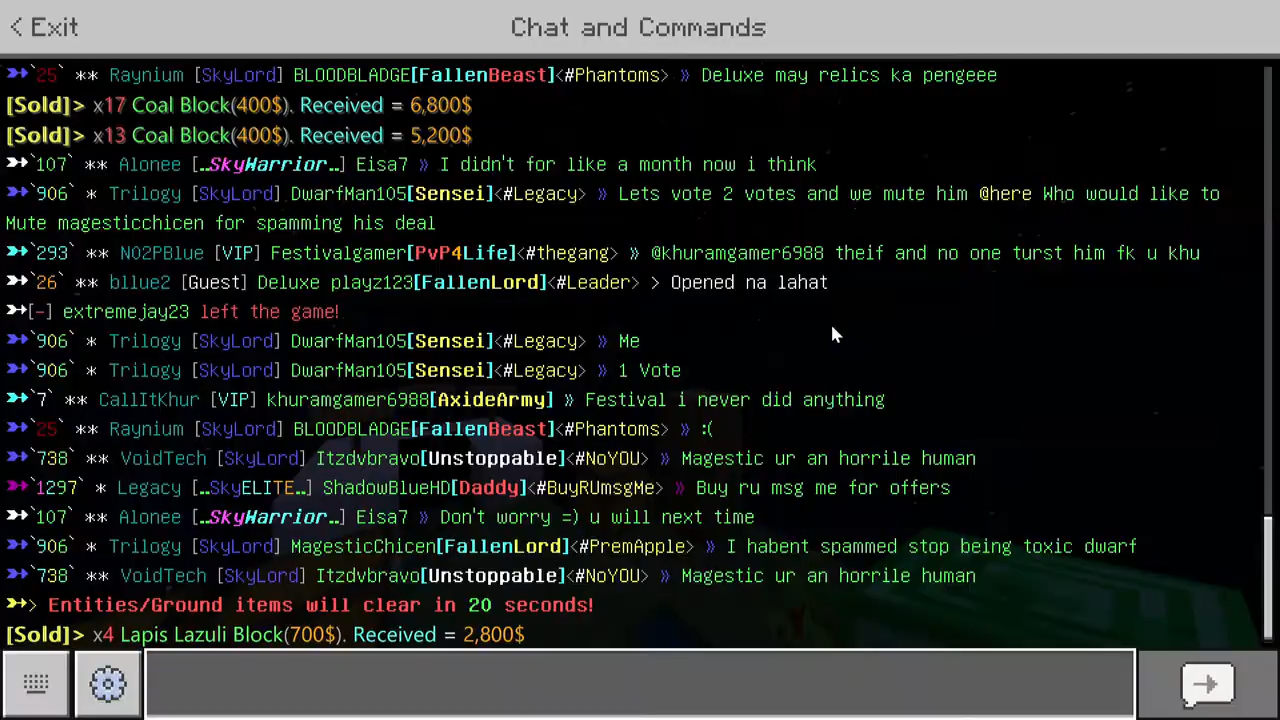 < Exit
Chat and Commands
➳`25` ** Raynium [SkyLord] BLOODBLADGE[FallenBeast]<#Phantoms> » Deluxe may relics ka pengeee
[Sold]> x17 Coal Block(400$). Received = 6,800$
[Sold]> x13 Coal Block(400$). Received = 5,200$
➳`107` ** Alonee [..SkyWarrior..] Eisa7 » I didn't for like a month now i think
➳`906` * Trilogy [SkyLord] DwarfMan105[Sensei]<#Legacy> » Lets vote 2 votes and we mute him @here Who would like to
Mute magesticchicen for spamming his deal
➳`293` ** NO2PBlue [VIP] Festivalgamer[PvP4Life]<#thegang> » @khuramgamer6988 theif and no one turst him fk u khu
➳`26` ** bllue2 [Guest] Deluxe playz123[FallenLord]<#Leader> > Opened na lahat
➳[-] extremejay23 left the game!
➳`906` * Trilogy [SkyLord] DwarfMan105[Sensei]<#Legacy> » Me
➳`906` * Trilogy [SkyLord] DwarfMan105[Sensei]<#Legacy> » 1 Vote
➳`7` ** CallItKhur [VIP] khuramgamer6988[AxideArmy] » Festival i never did anything
➳`25` ** Raynium [SkyLord] BLOODBLADGE[FallenBeast]<#Phantoms> » :(
➳`738` ** VoidTech [SkyLord] Itzdvbravo[Unstoppable]<#NoYOU> » Magestic ur an horrile human
➳`1297` * Legacy [..SkyELITE..] ShadowBlueHD[Daddy]<#BuyRUmsgMe> » Buy ru msg me for offers
➳`107` ** Alonee [..SkyWarrior..] Eisa7 » Don't worry =) u will next time
➳`906` * Trilogy [SkyLord] MagesticChicen[FallenLord]<#PremApple> » I habent spammed stop being toxic dwarf
➳`738` ** VoidTech [SkyLord] Itzdvbravo[Unstoppable]<#NoYOU> » Magestic ur an horrile human
➳> Entities/Ground items will clear in 20 seconds!
[Sold]> x4 Lapis Lazuli Block(700$). Received = 2,800$